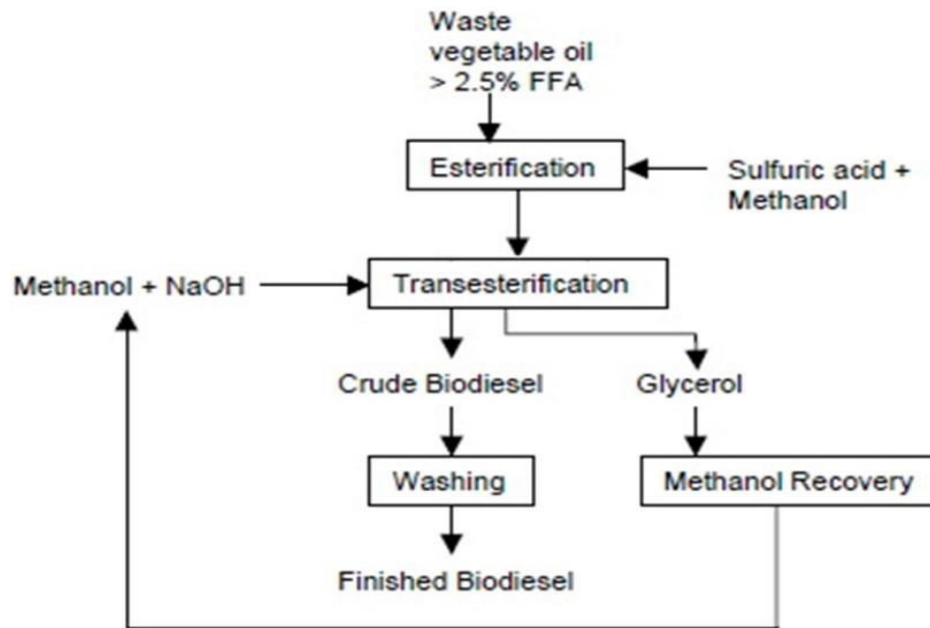 Waste
vegetable oil
> 2.5% FFA
Esterification
Sulfuric acid +
Methanol
Methanol + NaOH
Transesterification
Crude Biodiesel
Glycerol
Washing
Methanol Recovery
Finished Biodiesel